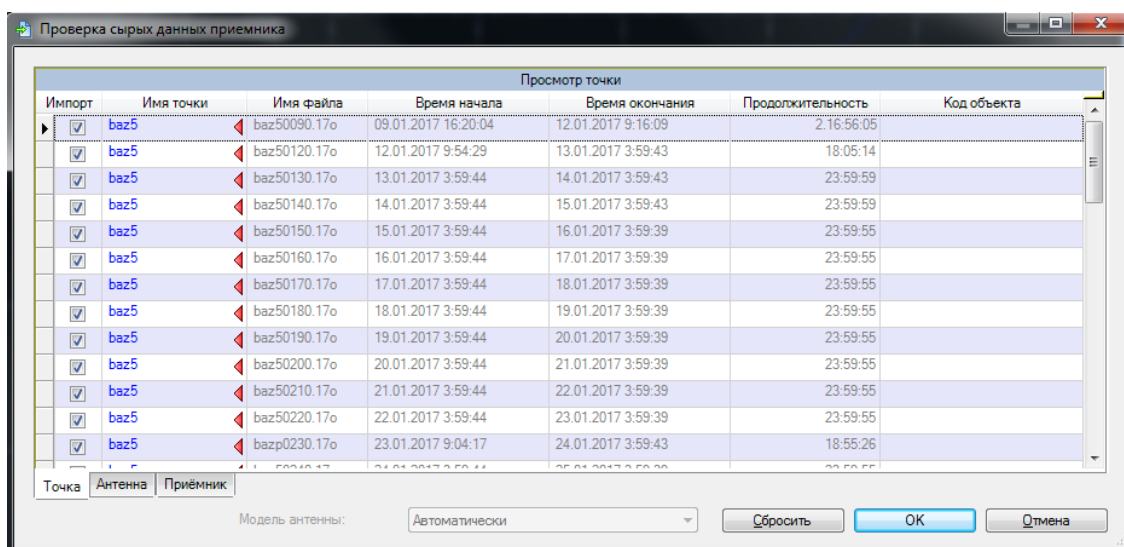 Проверка сырых данных приемника
Просмотр точки
Импорт Имя точки Имя файла Время начала Время окончания Продолжительность Код объекта
baz5 baz50090.17o 09.01.2017 16:20:04 12.01.2017 9:16:09 2.16:56:05
baz5 baz50120.17o 12.01.2017 9:54:29 13.01.2017 3:59:43 18:05:14
baz5 baz50130.17o 13.01.2017 3:59:44 14.01.2017 3:59:43 23:59:59
baz5 baz50140.17o 14.01.2017 3:59:44 15.01.2017 3:59:43 23:59:59
baz5 baz50150.17o 15.01.2017 3:59:44 16.01.2017 3:59:39 23:59:55
baz5 baz50160.17o 16.01.2017 3:59:44 17.01.2017 3:59:39 23:59:55
baz5 baz50170.17o 17.01.2017 3:59:44 18.01.2017 3:59:39 23:59:55
baz5 baz50180.17o 18.01.2017 3:59:44 19.01.2017 3:59:39 23:59:55
baz5 baz50190.17o 19.01.2017 3:59:44 20.01.2017 3:59:39 23:59:55
baz5 baz50200.17o 20.01.2017 3:59:44 21.01.2017 3:59:39 23:59:55
baz5 baz50210.17o 21.01.2017 3:59:44 22.01.2017 3:59:39 23:59:55
baz5 baz50220.17o 22.01.2017 3:59:44 23.01.2017 3:59:39 23:59:55
baz5 bazp0230.17o 23.01.2017 9:04:17 24.01.2017 3:59:43 18:55:26
Точка Антенна Приёмник
Модель антенны: Автоматически Сбросить OK Отмена